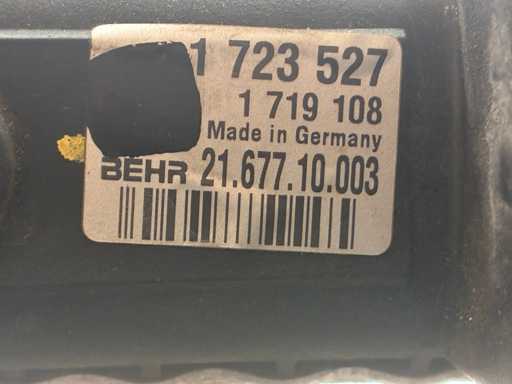 1 723 527
1 719 108
Made in Germany
BEHR 21.677.10.003